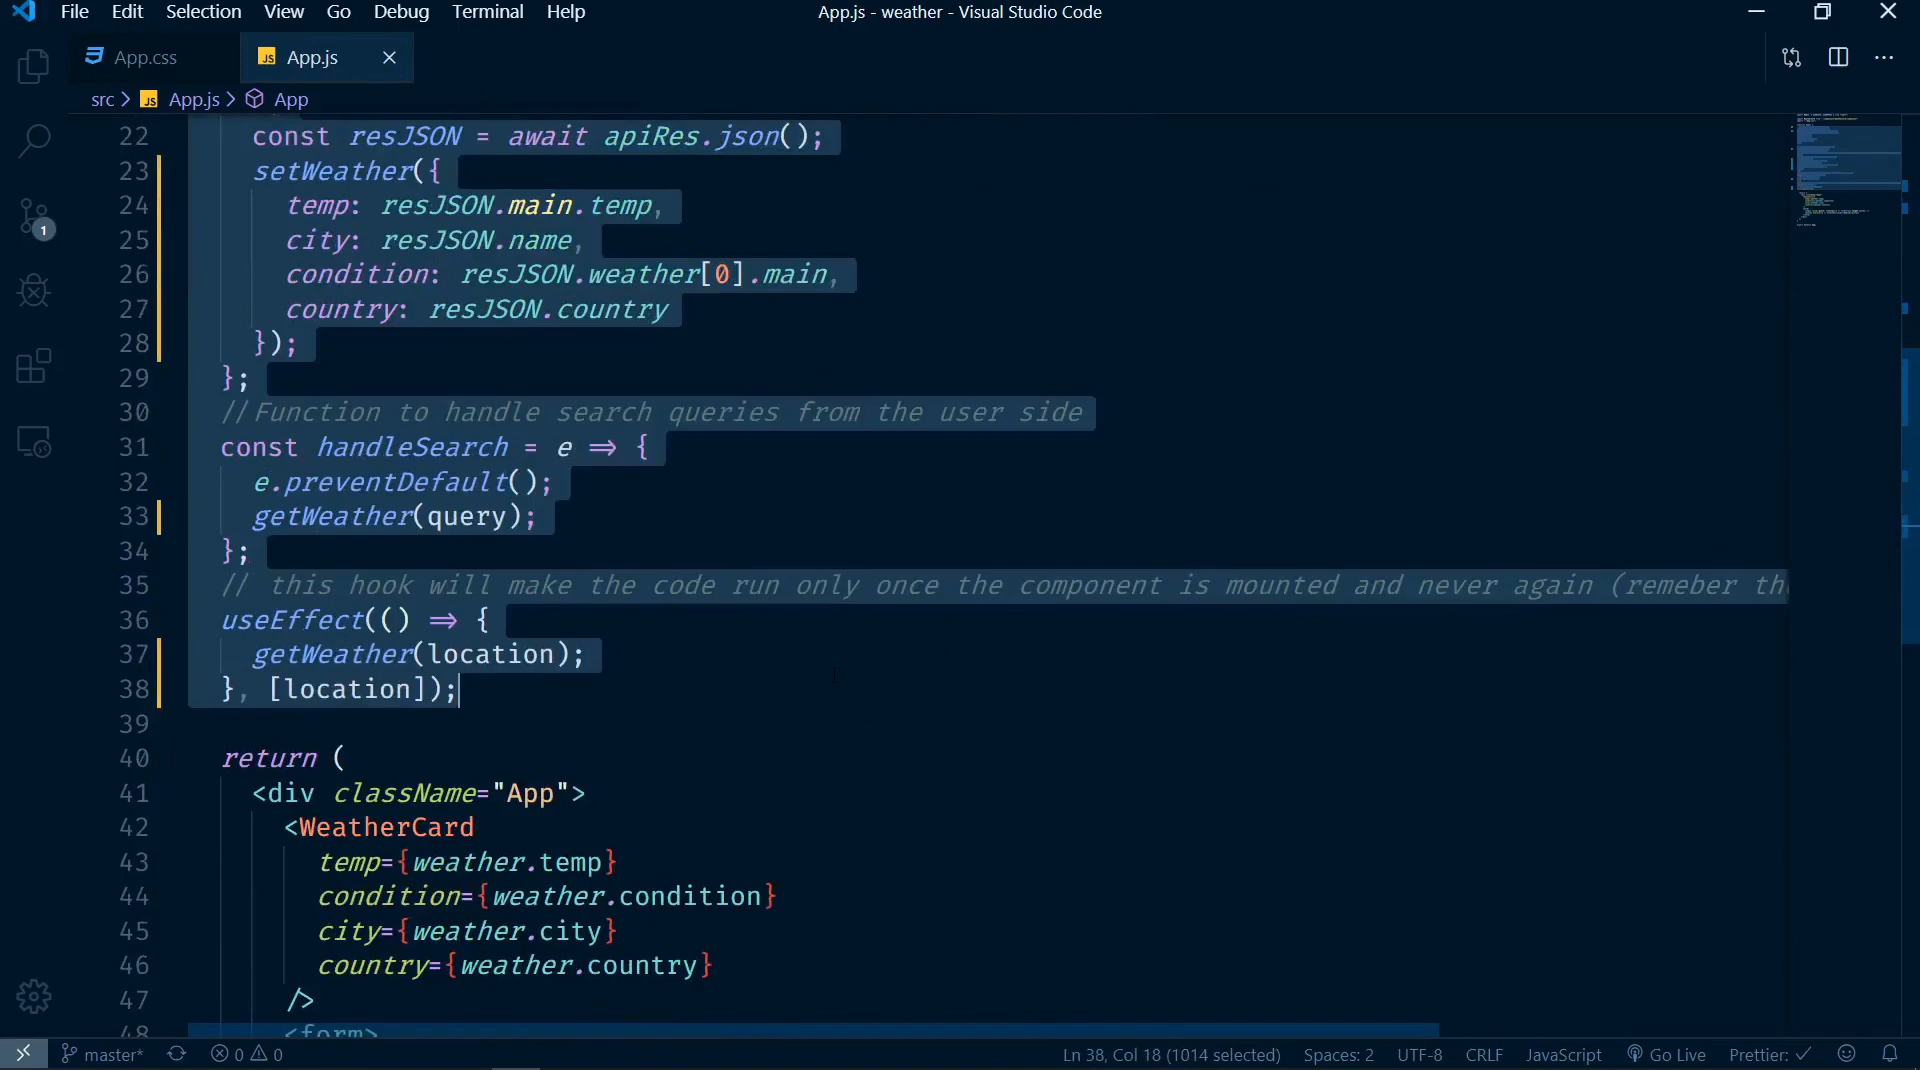 File Edit Selection View Go Debug Terminal Help App.js - weather - Visual Studio Code
App.css App.js
src > App.js > App
22 const resJSON = await apiRes.json();
23 setWeather({
24 temp: resJSON.main.temp,
25 city: resJSON.name,
26 condition: resJSON.weather[0].main,
27 country: resJSON.country
28 });
29 };
30 //Function to handle search queries from the user side
31 const handleSearch = e => {
32 e.preventDefault();
33 getWeather(query);
34 };
35 // this hook will make the code run only once the component is mounted and never again (remeber th
36 useEffect(() => {
37 getWeather(location);
38 }, [location]);
39
40 return (
41 <div className="App">
42 <WeatherCard
43 temp={weather.temp}
44 condition={weather.condition}
45 city={weather.city}
46 country={weather.country}
47 />
48 <form>
1
master* 0 0 Ln 38, Col 18 (1014 selected) Spaces: 2 UTF-8 CRLF JavaScript Go Live Prettier: ✓